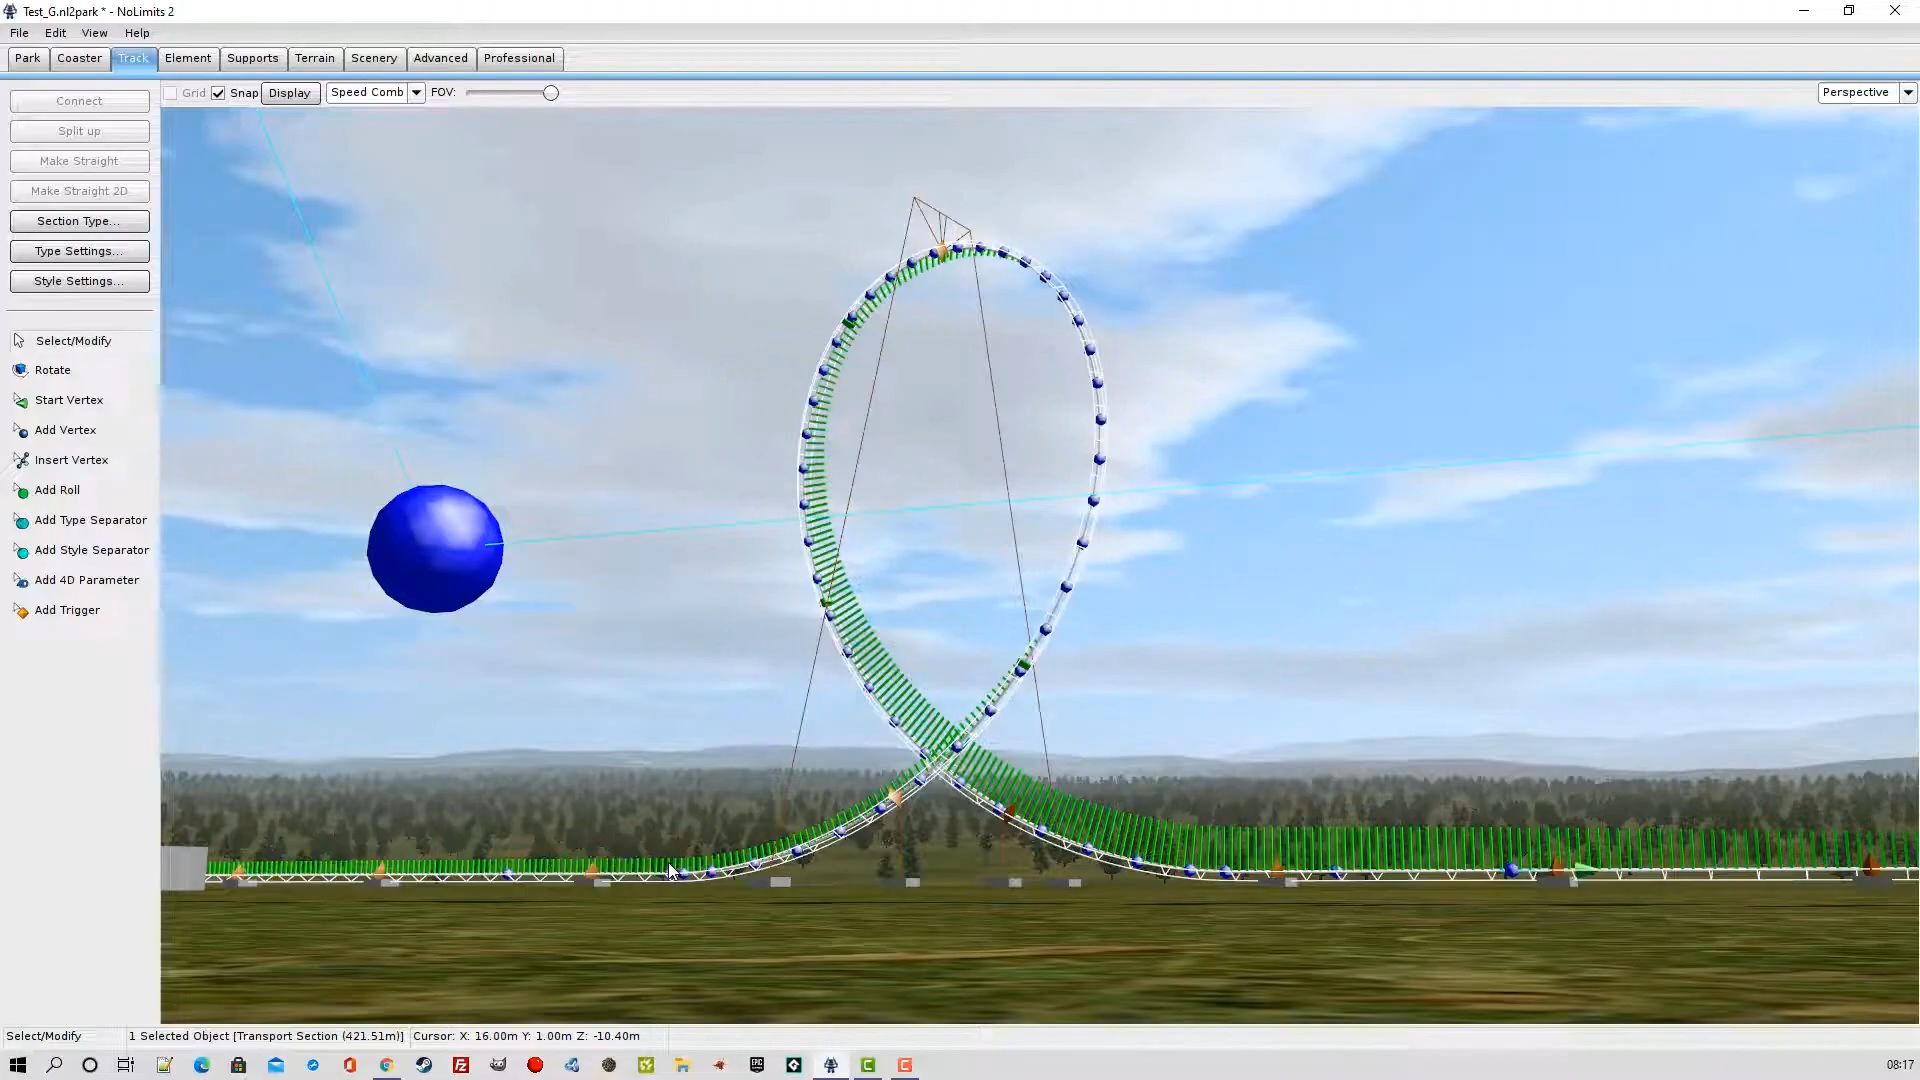 Test_G.nl2park * - NoLimits 2
File Edit View Help
Park Coaster Track Element Supports Terrain Scenery Advanced Professional
Grid Snap Display Speed Comb FOV: Perspective
Connect
Split up
Make Straight
Make Straight 2D
Section Type...
Type Settings...
Style Settings...
Select/Modify
Rotate
Start Vertex
Add Vertex
Insert Vertex
Add Roll
Add Type Separator
Add Style Separator
Add 4D Parameter
Add Trigger
Select/Modify 1 Selected Object [Transport Section (421.51m)] Cursor: X: 16.00m Y: 1.00m Z: -10.40m
08:17